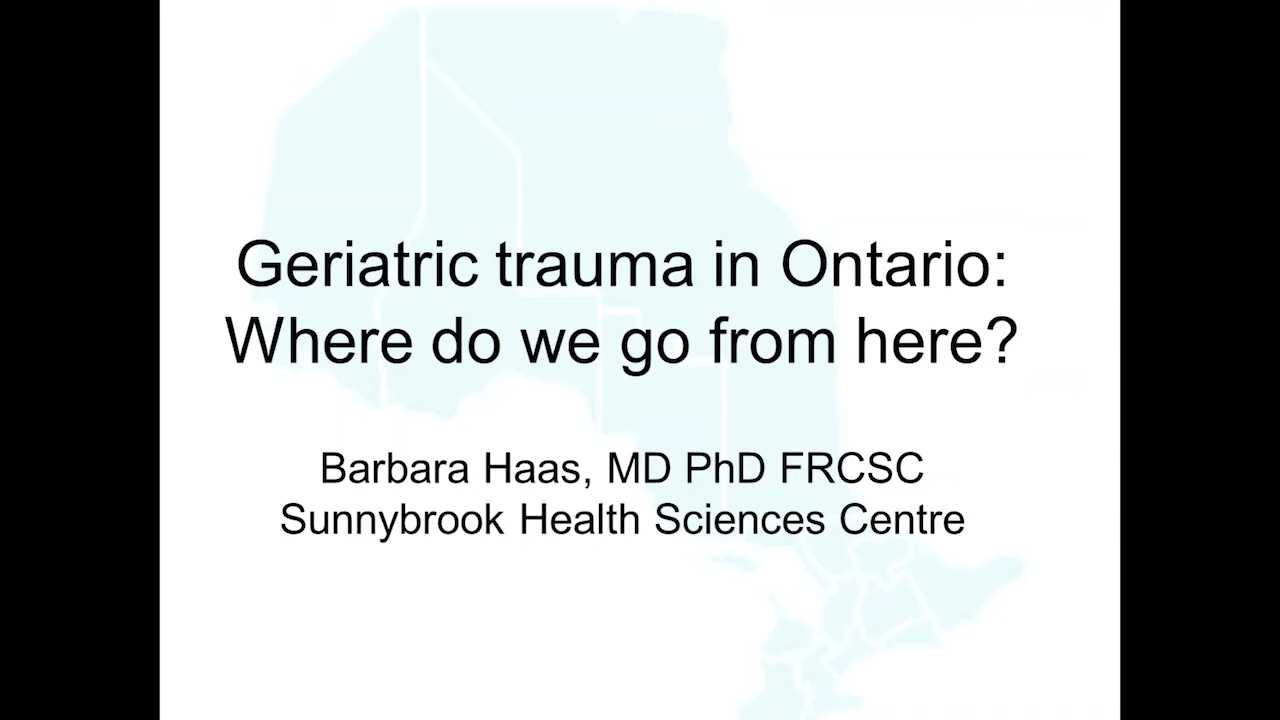 Geriatric trauma in Ontario:
Where do we go from here?
Barbara Haas, MD PhD FRCSC
Sunnybrook Health Sciences Centre